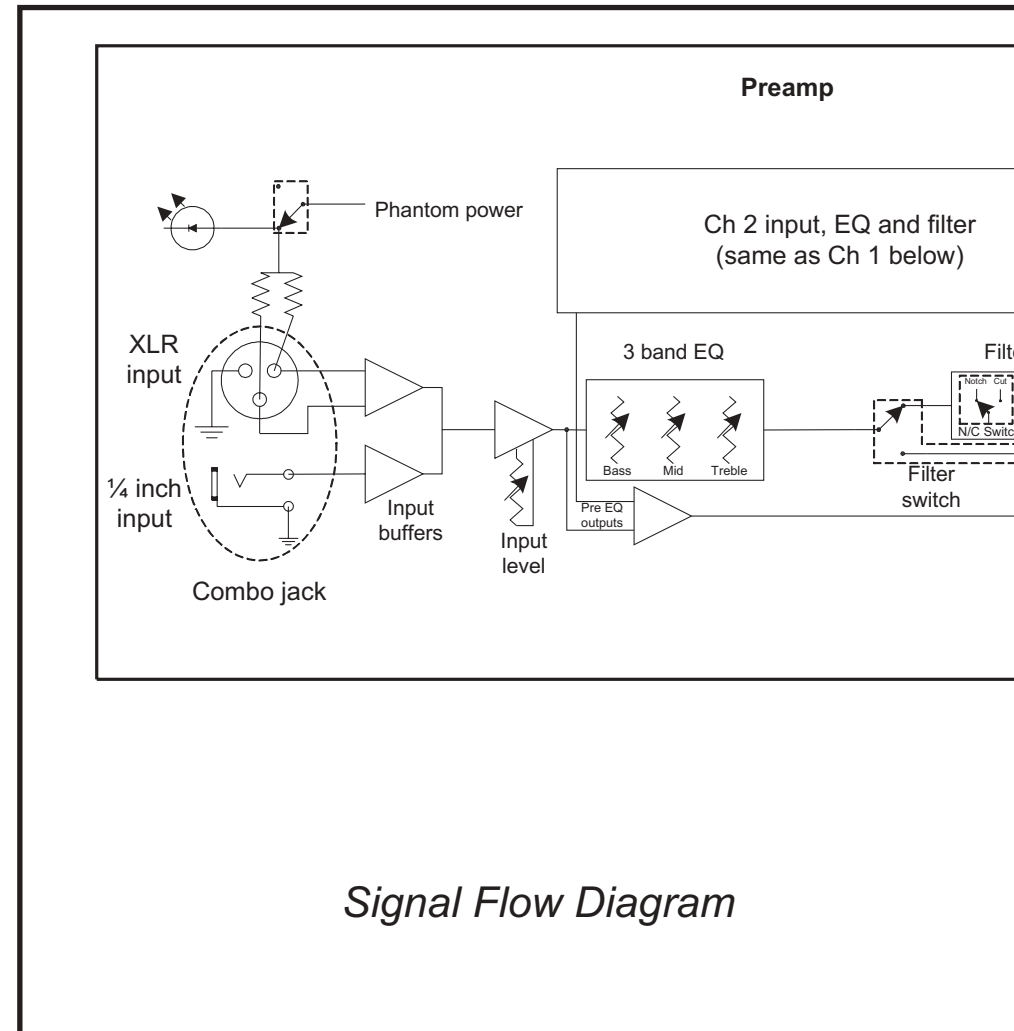 Preamp
Phantom power
Ch 2 input, EQ and filter
(same as Ch 1 below)
XLR
input
3 band EQ
Filte
Notch Cut
N/C Switc
Bass Mid Treble
Filter
switch
¼ inch
input
Input
buffers
Pre EQ
outputs
Input
level
Combo jack
Signal Flow Diagram